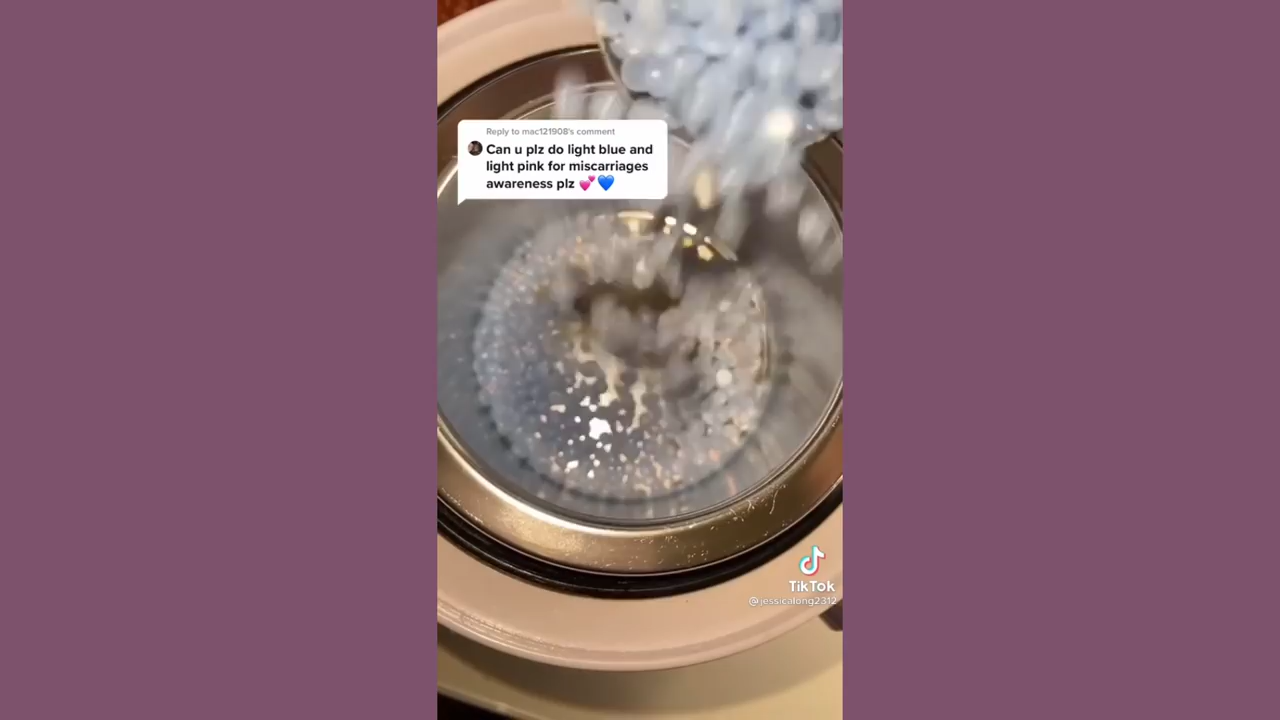 Reply to mac121908's comment
Can u plz do light blue and
light pink for miscarriages
awareness plz 💕💙
TikTok
@jessicalong2312